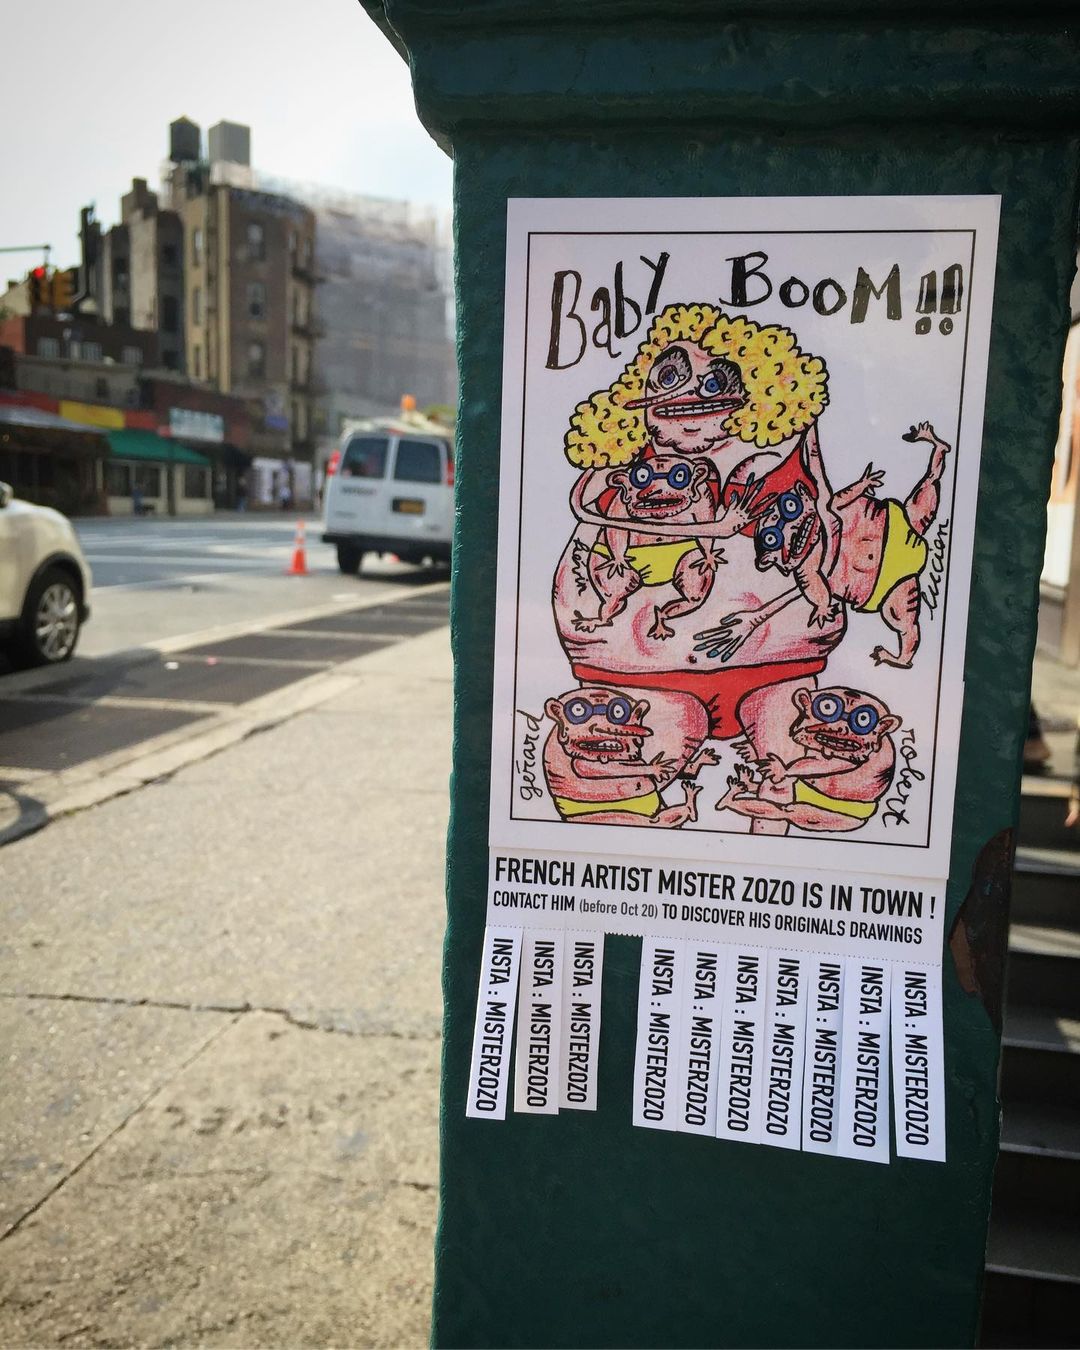 Baby Boom!!
Kevin
lucien
gérard
robert
FRENCH ARTIST MISTER ZOZO IS IN TOWN !
CONTACT HIM (before Oct 20) TO DISCOVER HIS ORIGINALS DRAWINGS
INSTA : MISTERZOZO
INSTA : MISTERZOZO
INSTA : MISTERZOZO
INSTA : MISTERZOZO
INSTA : MISTERZOZO
INSTA : MISTERZOZO
INSTA : MISTERZOZO
INSTA : MISTERZOZO
INSTA : MISTERZOZO
INSTA : MISTERZOZO